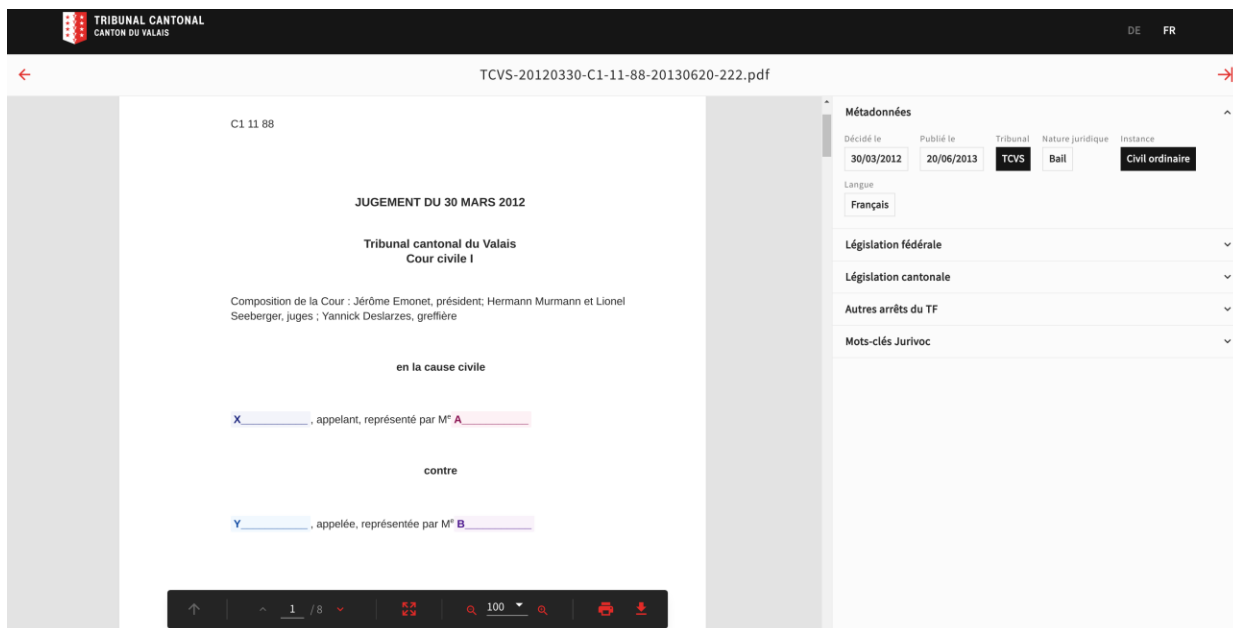 TRIBUNAL CANTONAL
CANTON DU VALAIS
DE FR
TCVS-20120330-C1-11-88-20130620-222.pdf
C1 11 88
JUGEMENT DU 30 MARS 2012
Tribunal cantonal du Valais
Cour civile I
Composition de la Cour : Jérôme Emonet, président; Hermann Murmann et Lionel
Seeberger, juges ; Yannick Deslarzes, greffière
en la cause civile
X____________, appelant, représenté par Me A____________
contre
Y____________, appelée, représentée par Me B____________
1 / 8
100
Métadonnées
Décidé le Publié le Tribunal Nature juridique Instance
30/03/2012 20/06/2013 TCVS Bail Civil ordinaire
Langue
Français
Législation fédérale
Législation cantonale
Autres arrêts du TF
Mots-clés Jurivoc